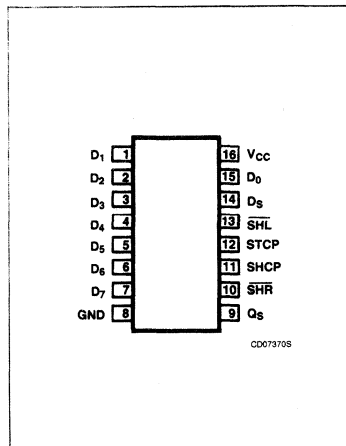 D1 1 16 VCC
D2 2 15 D0
D3 3 14 DS
D4 4 13 SHL
D5 5 12 STCP
D6 6 11 SHCP
D7 7 10 SHR
GND 8 9 QS
CD07370S